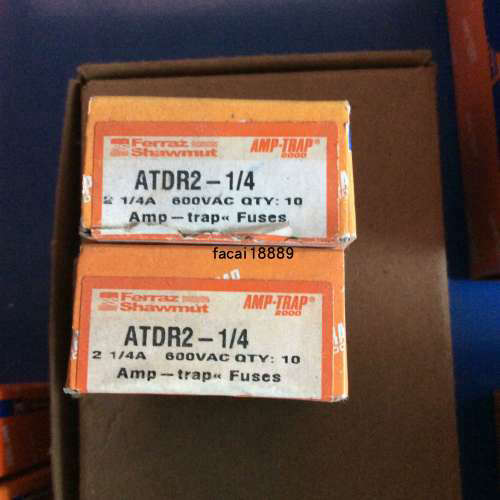 Ferraz
Shawmut
AMP-TRAP®
2000
ATDR2-1/4
2 1/4A 600VAC QTY: 10
Amp-trap« Fuses
facai18889
Ferraz
Shawmut
AMP-TRAP®
2000
ATDR2-1/4
2 1/4A 600VAC QTY: 10
Amp-trap« Fuses